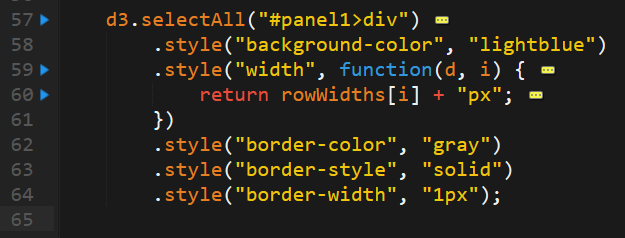 57 d3.selectAll("#panel1>div")
58 .style("background-color", "lightblue")
59 .style("width", function(d, i) {
60 return rowWidths[i] + "px";
61 })
62 .style("border-color", "gray")
63 .style("border-style", "solid")
64 .style("border-width", "1px");
65